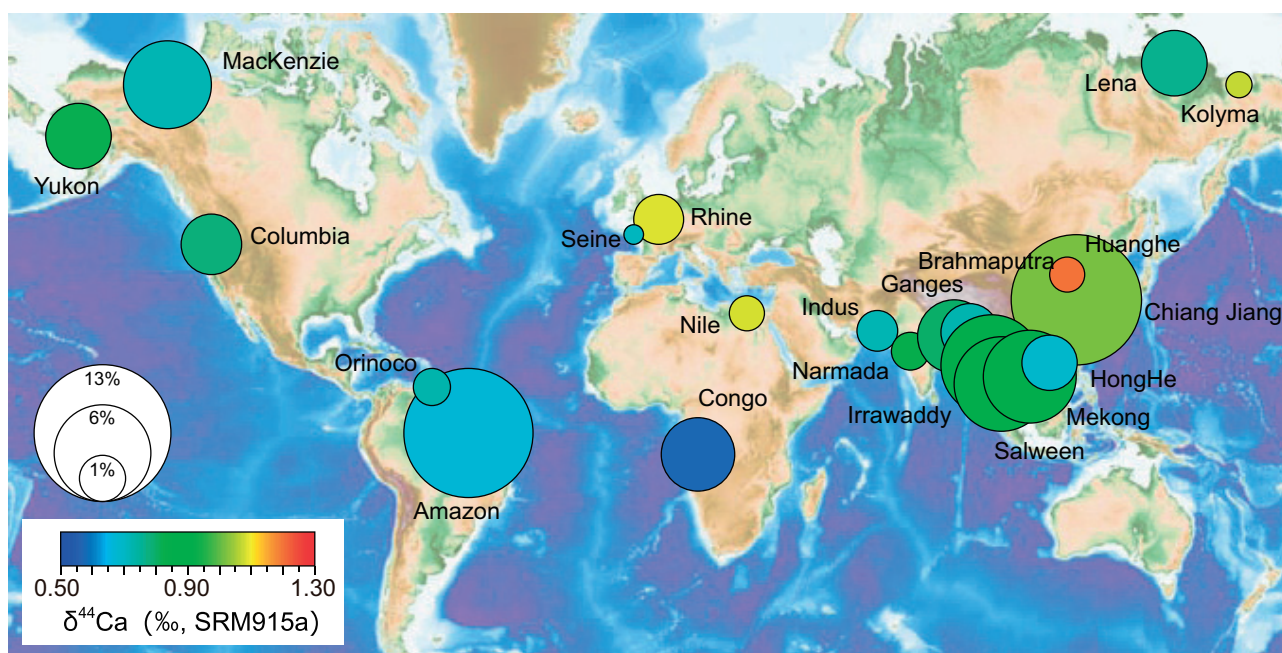 MacKenzie
Lena
Kolyma
Yukon
Columbia
Seine
Rhine
Huanghe
Brahmaputra
Ganges
Indus
Nile
Chiang Jiang
Orinoco
Narmada
HongHe
13%
6%
1%
Congo
Irrawaddy
Mekong
Salween
Amazon
0.50 0.90 1.30
δ⁴⁴Ca (‰, SRM915a)